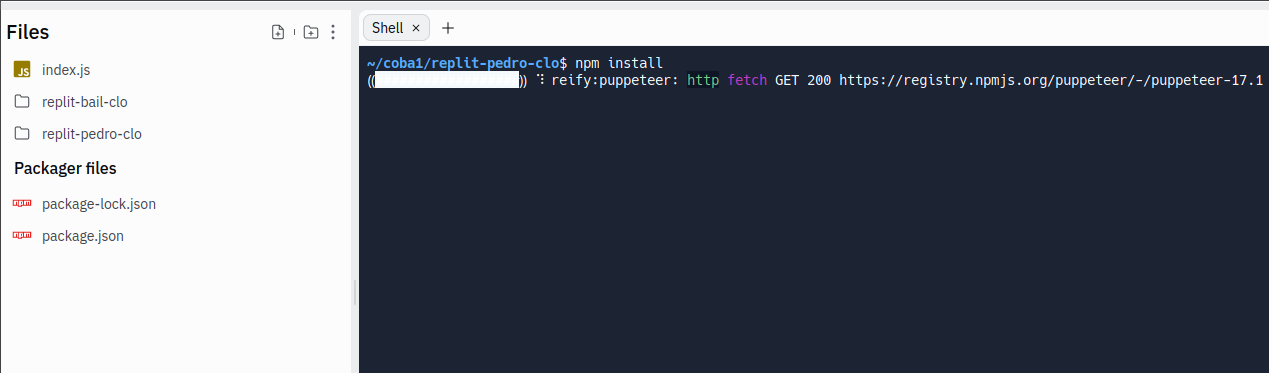 Files
JS index.js
replit-bail-clo
replit-pedro-clo
Packager files
npm package-lock.json
npm package.json
Shell × +
~/coba1/replit-pedro-clo$ npm install
(( )) ⠹ reify:puppeteer: http fetch GET 200 https://registry.npmjs.org/puppeteer/-/puppeteer-17.1